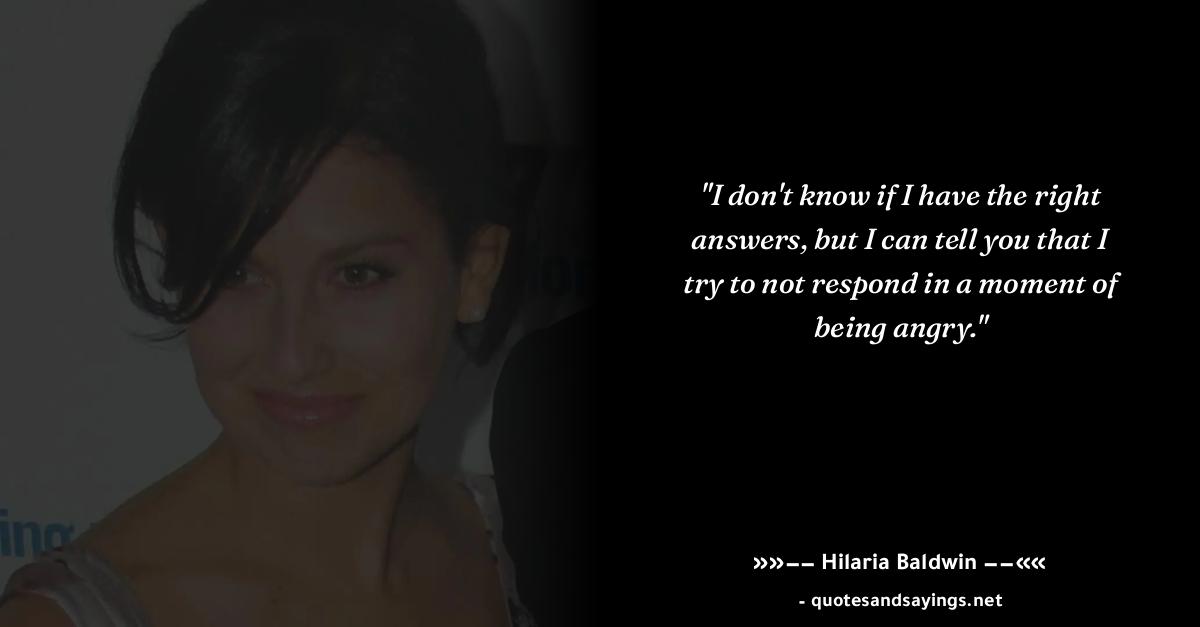 "I don't know if I have the right
answers, but I can tell you that I
try to not respond in a moment of
being angry."
»»−− Hilaria Baldwin −−««
- quotesandsayings.net
ing